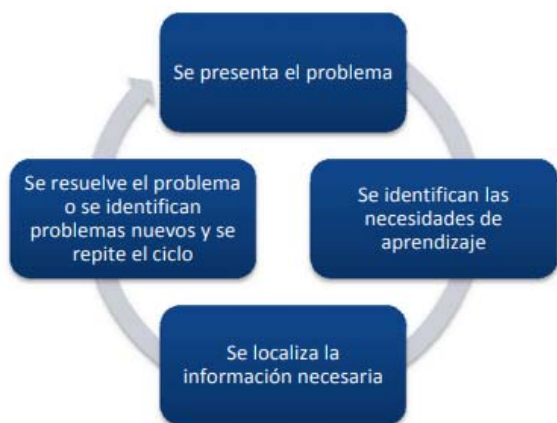 Se presenta el problema
Se identifican las
necesidades de
aprendizaje
Se localiza la
información necesaria
Se resuelve el problema
o se identifican
problemas nuevos y se
repite el ciclo